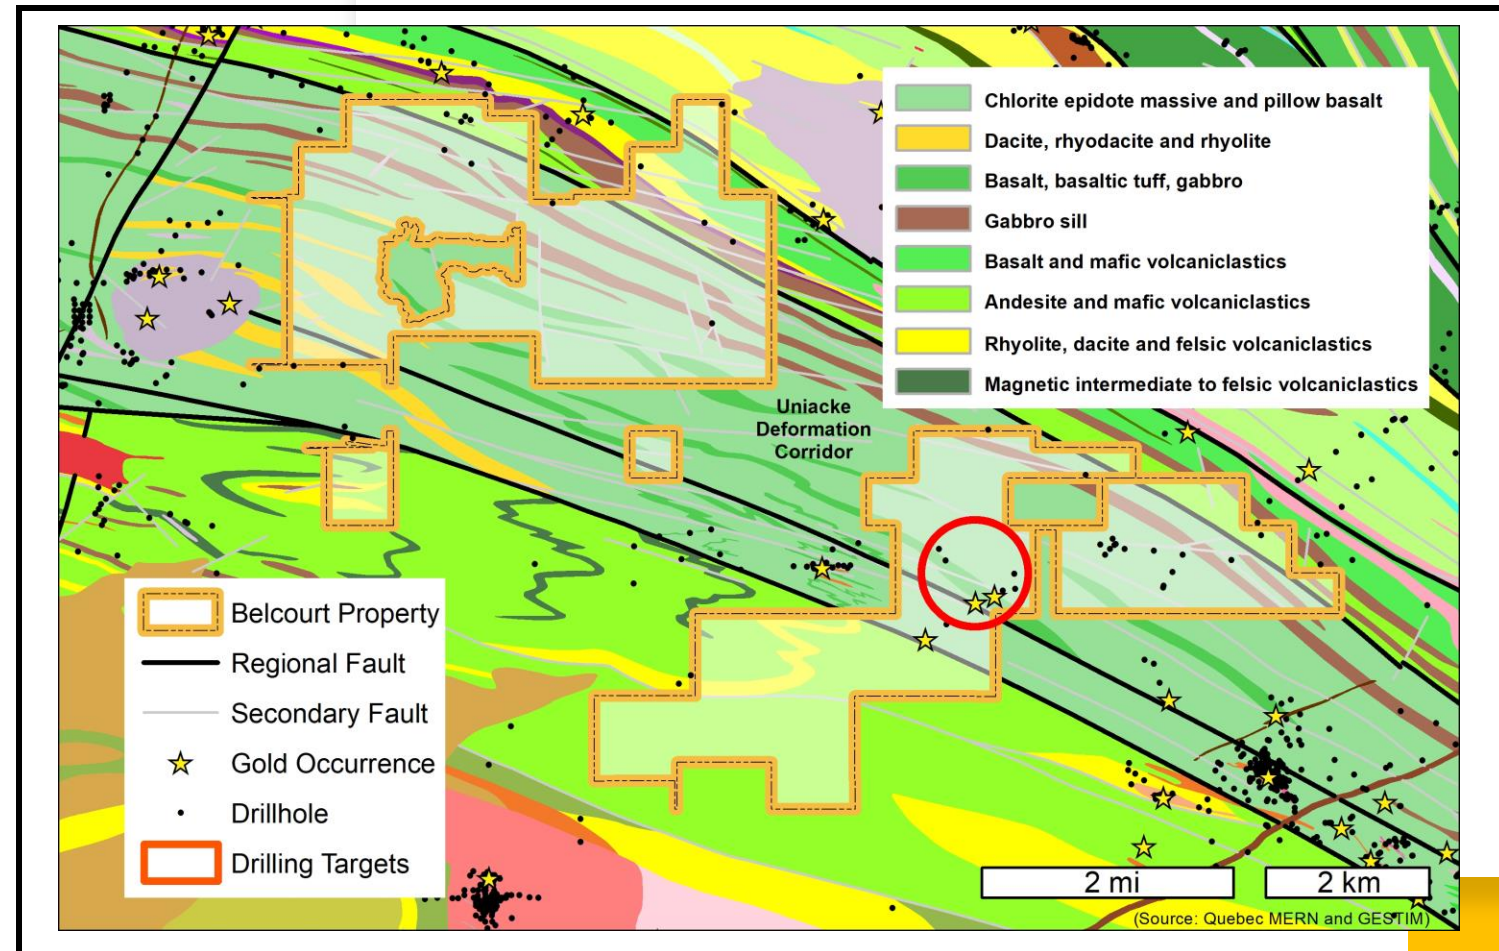 Chlorite epidote massive and pillow basalt
Dacite, rhyodacite and rhyolite
Basalt, basaltic tuff, gabbro
Gabbro sill
Basalt and mafic volcaniclastics
Andesite and mafic volcaniclastics
Rhyolite, dacite and felsic volcaniclastics
Magnetic intermediate to felsic volcaniclastics
Uniacke
Deformation
Corridor
Belcourt Property
Regional Fault
Secondary Fault
Gold Occurrence
Drillhole
Drilling Targets
2 mi
2 km
(Source: Quebec MERN and GESTIM)